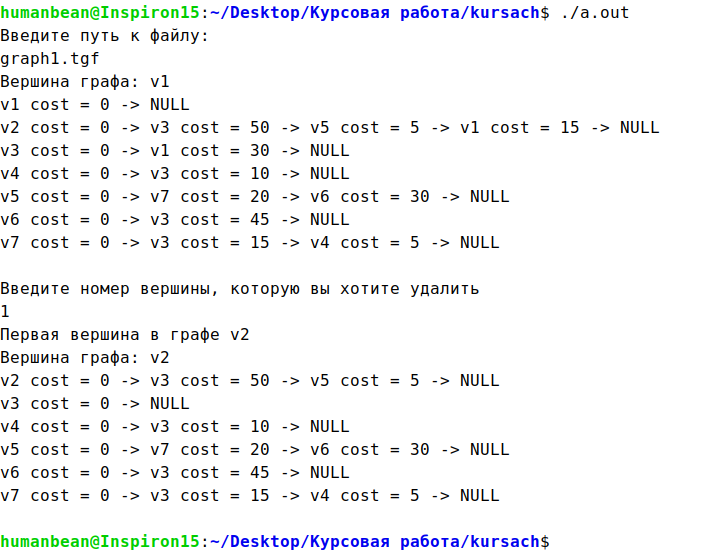 humanbean@Inspiron15:~/Desktop/Курсовая работа/kursach$ ./a.out
Введите путь к файлу:
graph1.tgf
Вершина графа: v1
v1 cost = 0 -> NULL
v2 cost = 0 -> v3 cost = 50 -> v5 cost = 5 -> v1 cost = 15 -> NULL
v3 cost = 0 -> v1 cost = 30 -> NULL
v4 cost = 0 -> v3 cost = 10 -> NULL
v5 cost = 0 -> v7 cost = 20 -> v6 cost = 30 -> NULL
v6 cost = 0 -> v3 cost = 45 -> NULL
v7 cost = 0 -> v3 cost = 15 -> v4 cost = 5 -> NULL
Введите номер вершины, которую вы хотите удалить
1
Первая вершина в графе v2
Вершина графа: v2
v2 cost = 0 -> v3 cost = 50 -> v5 cost = 5 -> NULL
v3 cost = 0 -> NULL
v4 cost = 0 -> v3 cost = 10 -> NULL
v5 cost = 0 -> v7 cost = 20 -> v6 cost = 30 -> NULL
v6 cost = 0 -> v3 cost = 45 -> NULL
v7 cost = 0 -> v3 cost = 15 -> v4 cost = 5 -> NULL
humanbean@Inspiron15:~/Desktop/Курсовая работа/kursach$